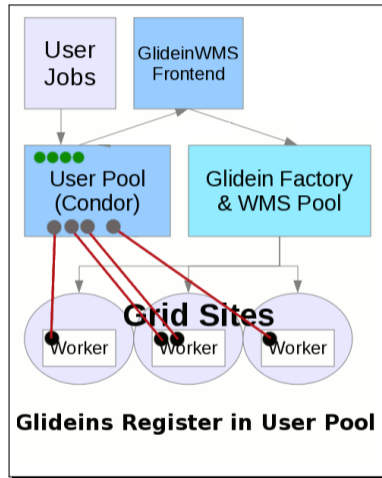 User
Jobs
GlideinWMS
Frontend
User Pool
(Condor)
Glidein Factory
& WMS Pool
Grid Sites
Worker
Worker
Worker
Glideins Register in User Pool